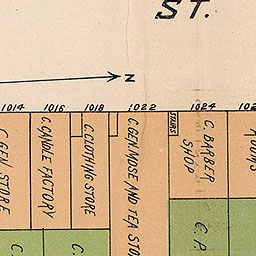 ST.
N
1014 1016 1018 1022 1024
C. GEN. STORE
C. CANDLE FACTORY
C. CLOTHING STORE
C. GEN. MDSE AND TEA STO
STAIRS
C. BARBER
SHOP
C.
C.
C. P.